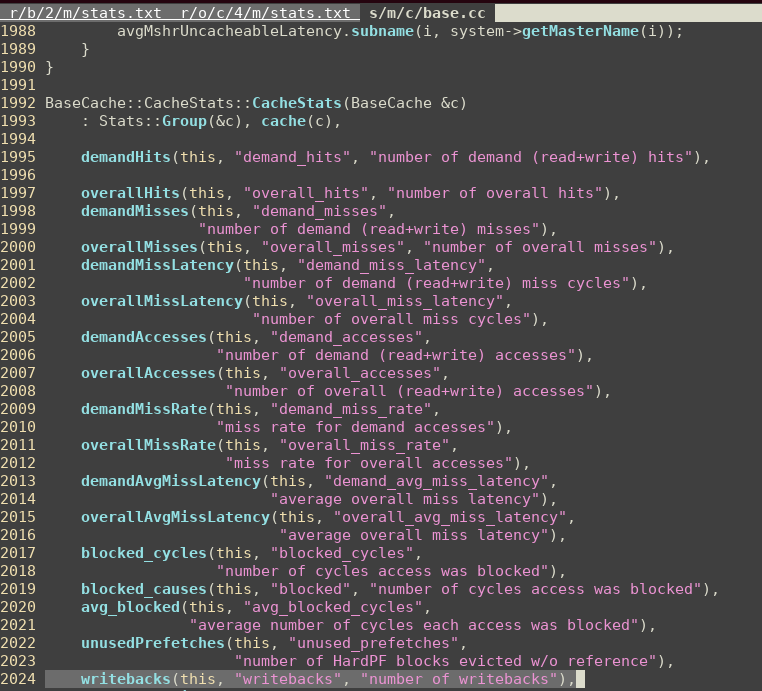 r/b/2/m/stats.txt  r/o/c/4/m/stats.txt  s/m/c/base.cc
1988         avgMshrUncacheableLatency.subname(i, system->getMasterName(i));
1989     }
1990 }
1991
1992 BaseCache::CacheStats::CacheStats(BaseCache &c)
1993     : Stats::Group(&c), cache(c),
1994
1995     demandHits(this, "demand_hits", "number of demand (read+write) hits"),
1996
1997     overallHits(this, "overall_hits", "number of overall hits"),
1998     demandMisses(this, "demand_misses",
1999                  "number of demand (read+write) misses"),
2000     overallMisses(this, "overall_misses", "number of overall misses"),
2001     demandMissLatency(this, "demand_miss_latency",
2002                       "number of demand (read+write) miss cycles"),
2003     overallMissLatency(this, "overall_miss_latency",
2004                        "number of overall miss cycles"),
2005     demandAccesses(this, "demand_accesses",
2006                    "number of demand (read+write) accesses"),
2007     overallAccesses(this, "overall_accesses",
2008                     "number of overall (read+write) accesses"),
2009     demandMissRate(this, "demand_miss_rate",
2010                    "miss rate for demand accesses"),
2011     overallMissRate(this, "overall_miss_rate",
2012                     "miss rate for overall accesses"),
2013     demandAvgMissLatency(this, "demand_avg_miss_latency",
2014                          "average overall miss latency"),
2015     overallAvgMissLatency(this, "overall_avg_miss_latency",
2016                           "average overall miss latency"),
2017     blocked_cycles(this, "blocked_cycles",
2018                    "number of cycles access was blocked"),
2019     blocked_causes(this, "blocked", "number of cycles access was blocked"),
2020     avg_blocked(this, "avg_blocked_cycles",
2021                 "average number of cycles each access was blocked"),
2022     unusedPrefetches(this, "unused_prefetches",
2023                      "number of HardPF blocks evicted w/o reference"),
2024     writebacks(this, "writebacks", "number of writebacks"),